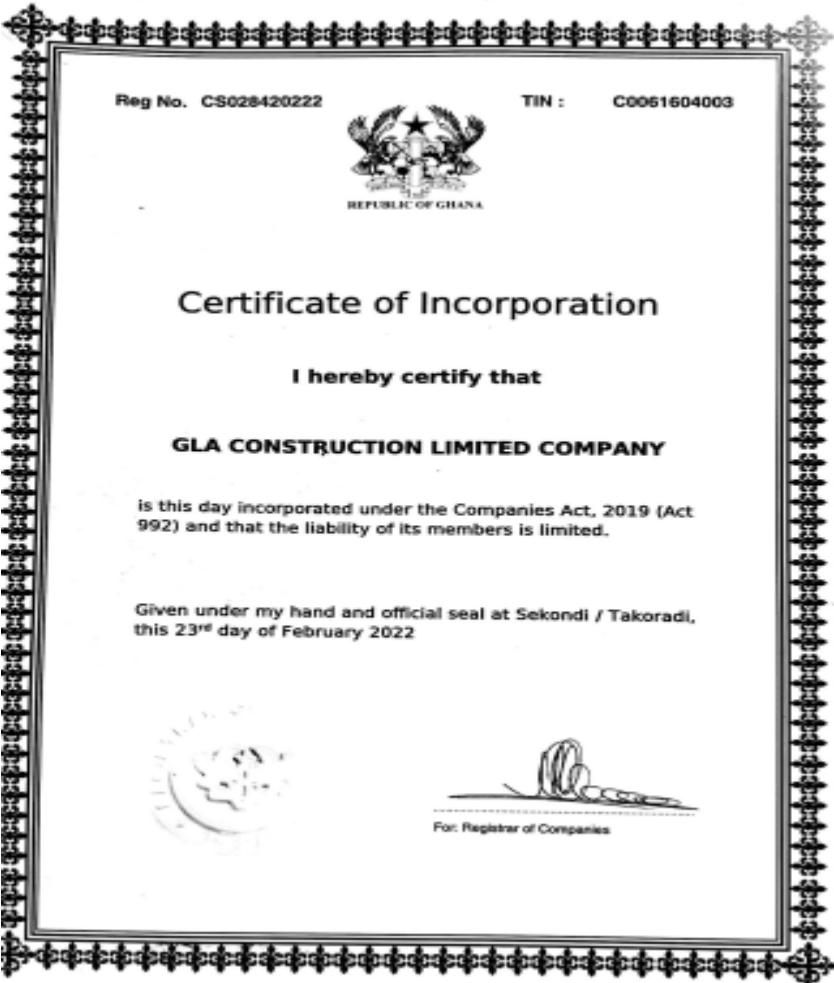 Reg No. CS028420222 TIN : C0061604003
REPUBLIC OF GHANA
Certificate of Incorporation
I hereby certify that
GLA CONSTRUCTION LIMITED COMPANY
is this day incorporated under the Companies Act, 2019 (Act
992) and that the liability of its members is limited.
Given under my hand and official seal at Sekondi / Takoradi,
this 23rd day of February 2022
For: Registrar of Companies